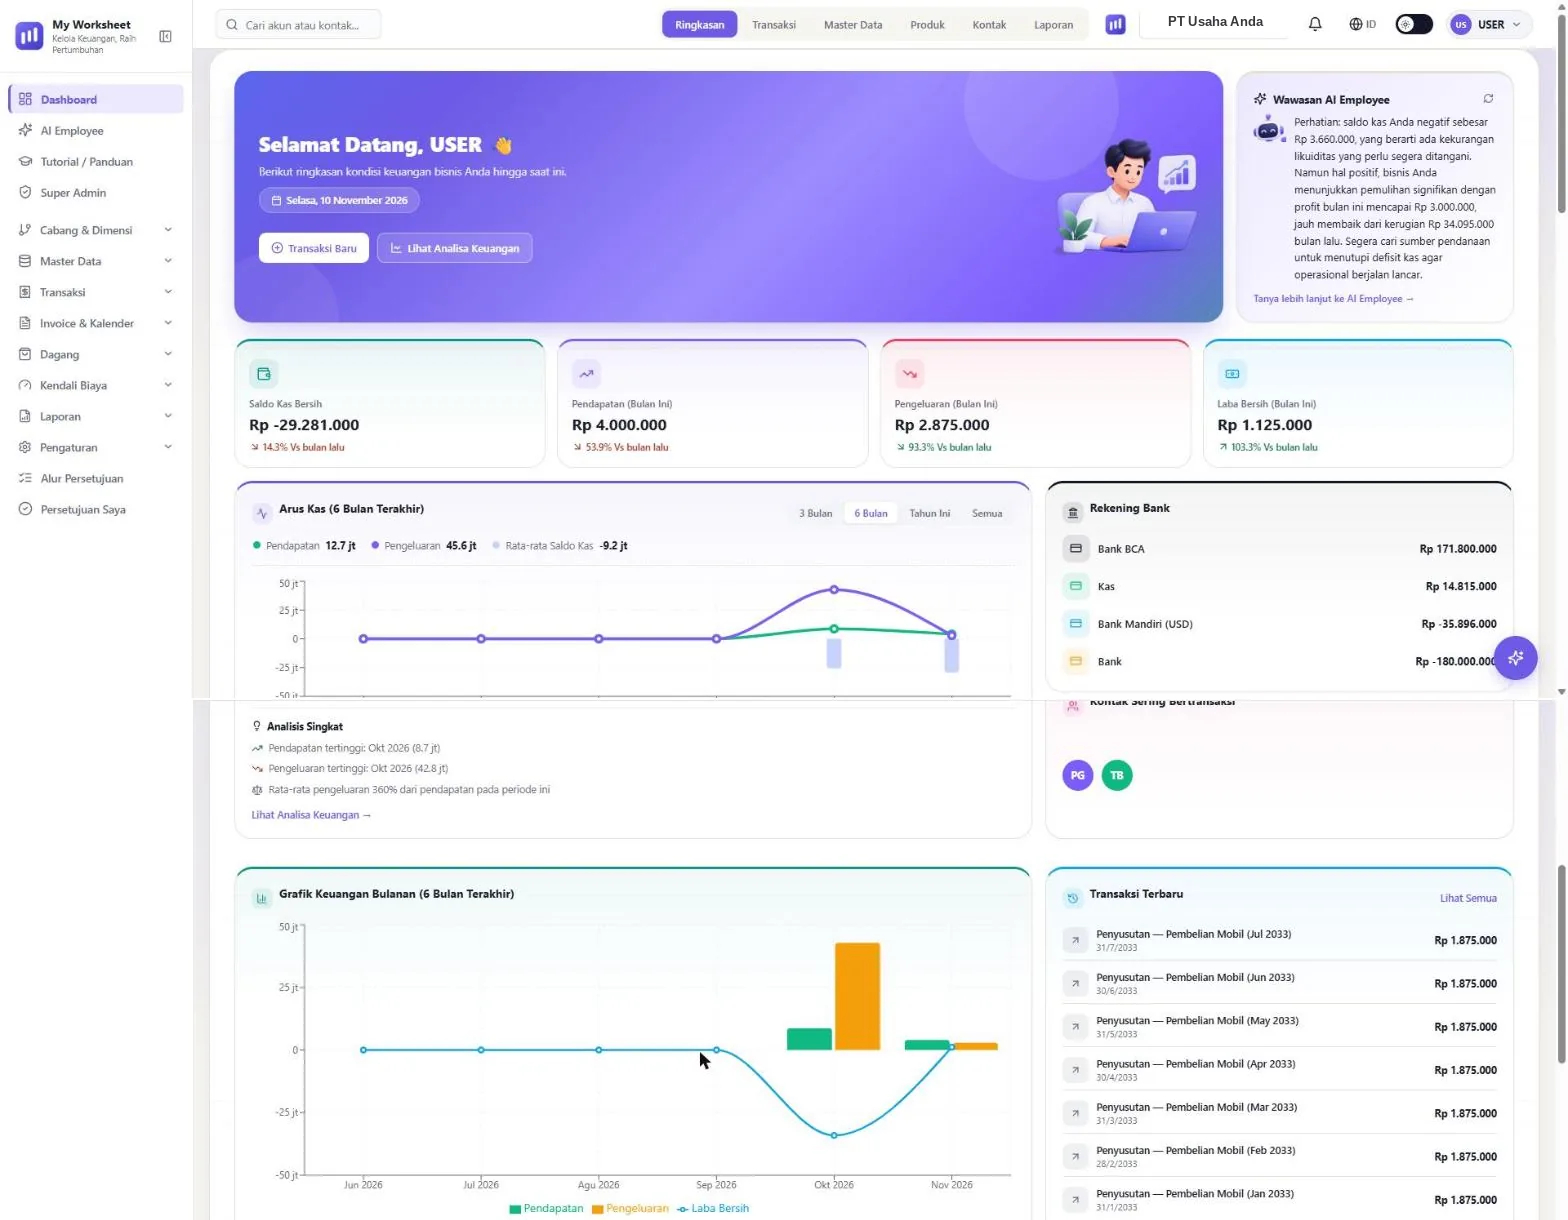 My Worksheet
Kelola Keuangan, Raih
Pertumbuhan
Cari akun atau kontak...
Ringkasan
Transaksi
Master Data
Produk
Kontak
Laporan
PT Usaha Anda
ID
US
USER
Dashboard
AI Employee
Tutorial / Panduan
Super Admin
Cabang & Dimensi
Master Data
Transaksi
Invoice & Kalender
Dagang
Kendali Biaya
Laporan
Pengaturan
Alur Persetujuan
Persetujuan Saya
Selamat Datang, USER 👋
Berikut ringkasan kondisi keuangan bisnis Anda hingga saat ini.
Selasa, 10 November 2026
Transaksi Baru
Lihat Analisa Keuangan
Wawasan AI Employee
Perhatian: saldo kas Anda negatif sebesar
Rp 3.660.000, yang berarti ada kekurangan
likuiditas yang perlu segera ditangani.
Namun hal positif, bisnis Anda
menunjukkan pemulihan signifikan dengan
profit bulan ini mencapai Rp 3.000.000,
jauh membaik dari kerugian Rp 34.095.000
bulan lalu. Segera cari sumber pendanaan
untuk menutupi defisit kas agar
operasional berjalan lancar.
Tanya lebih lanjut ke AI Employee →
Saldo Kas Bersih
Rp -29.281.000
↘ 14.3% Vs bulan lalu
Pendapatan (Bulan Ini)
Rp 4.000.000
↘ 53.9% Vs bulan lalu
Pengeluaran (Bulan Ini)
Rp 2.875.000
↘ 93.3% Vs bulan lalu
Laba Bersih (Bulan Ini)
Rp 1.125.000
↗ 103.3% Vs bulan lalu
Arus Kas (6 Bulan Terakhir)
3 Bulan
6 Bulan
Tahun Ini
Semua
Pendapatan 12.7 jt
Pengeluaran 45.6 jt
Rata-rata Saldo Kas -9.2 jt
50 jt
25 jt
0
-25 jt
-50 jt
Rekening Bank
Bank BCA Rp 171.800.000
Kas Rp 14.815.000
Bank Mandiri (USD) Rp -35.896.000
Bank Rp -180.000.000
Analisis Singkat
Pendapatan tertinggi: Okt 2026 (8.7 jt)
Pengeluaran tertinggi: Okt 2026 (42.8 jt)
Rata-rata pengeluaran 360% dari pendapatan pada periode ini
Lihat Analisa Keuangan →
Kontak Sering Bertransaksi
PG
TB
Grafik Keuangan Bulanan (6 Bulan Terakhir)
50 jt
25 jt
0
-25 jt
-50 jt
Jun 2026
Jul 2026
Agu 2026
Sep 2026
Okt 2026
Nov 2026
Pendapatan
Pengeluaran
Laba Bersih
Transaksi Terbaru
Lihat Semua
Penyusutan — Pembelian Mobil (Jul 2033)
31/7/2033
Rp 1.875.000
Penyusutan — Pembelian Mobil (Jun 2033)
30/6/2033
Rp 1.875.000
Penyusutan — Pembelian Mobil (May 2033)
31/5/2033
Rp 1.875.000
Penyusutan — Pembelian Mobil (Apr 2033)
30/4/2033
Rp 1.875.000
Penyusutan — Pembelian Mobil (Mar 2033)
31/3/2033
Rp 1.875.000
Penyusutan — Pembelian Mobil (Feb 2033)
28/2/2033
Rp 1.875.000
Penyusutan — Pembelian Mobil (Jan 2033)
31/1/2033
Rp 1.875.000